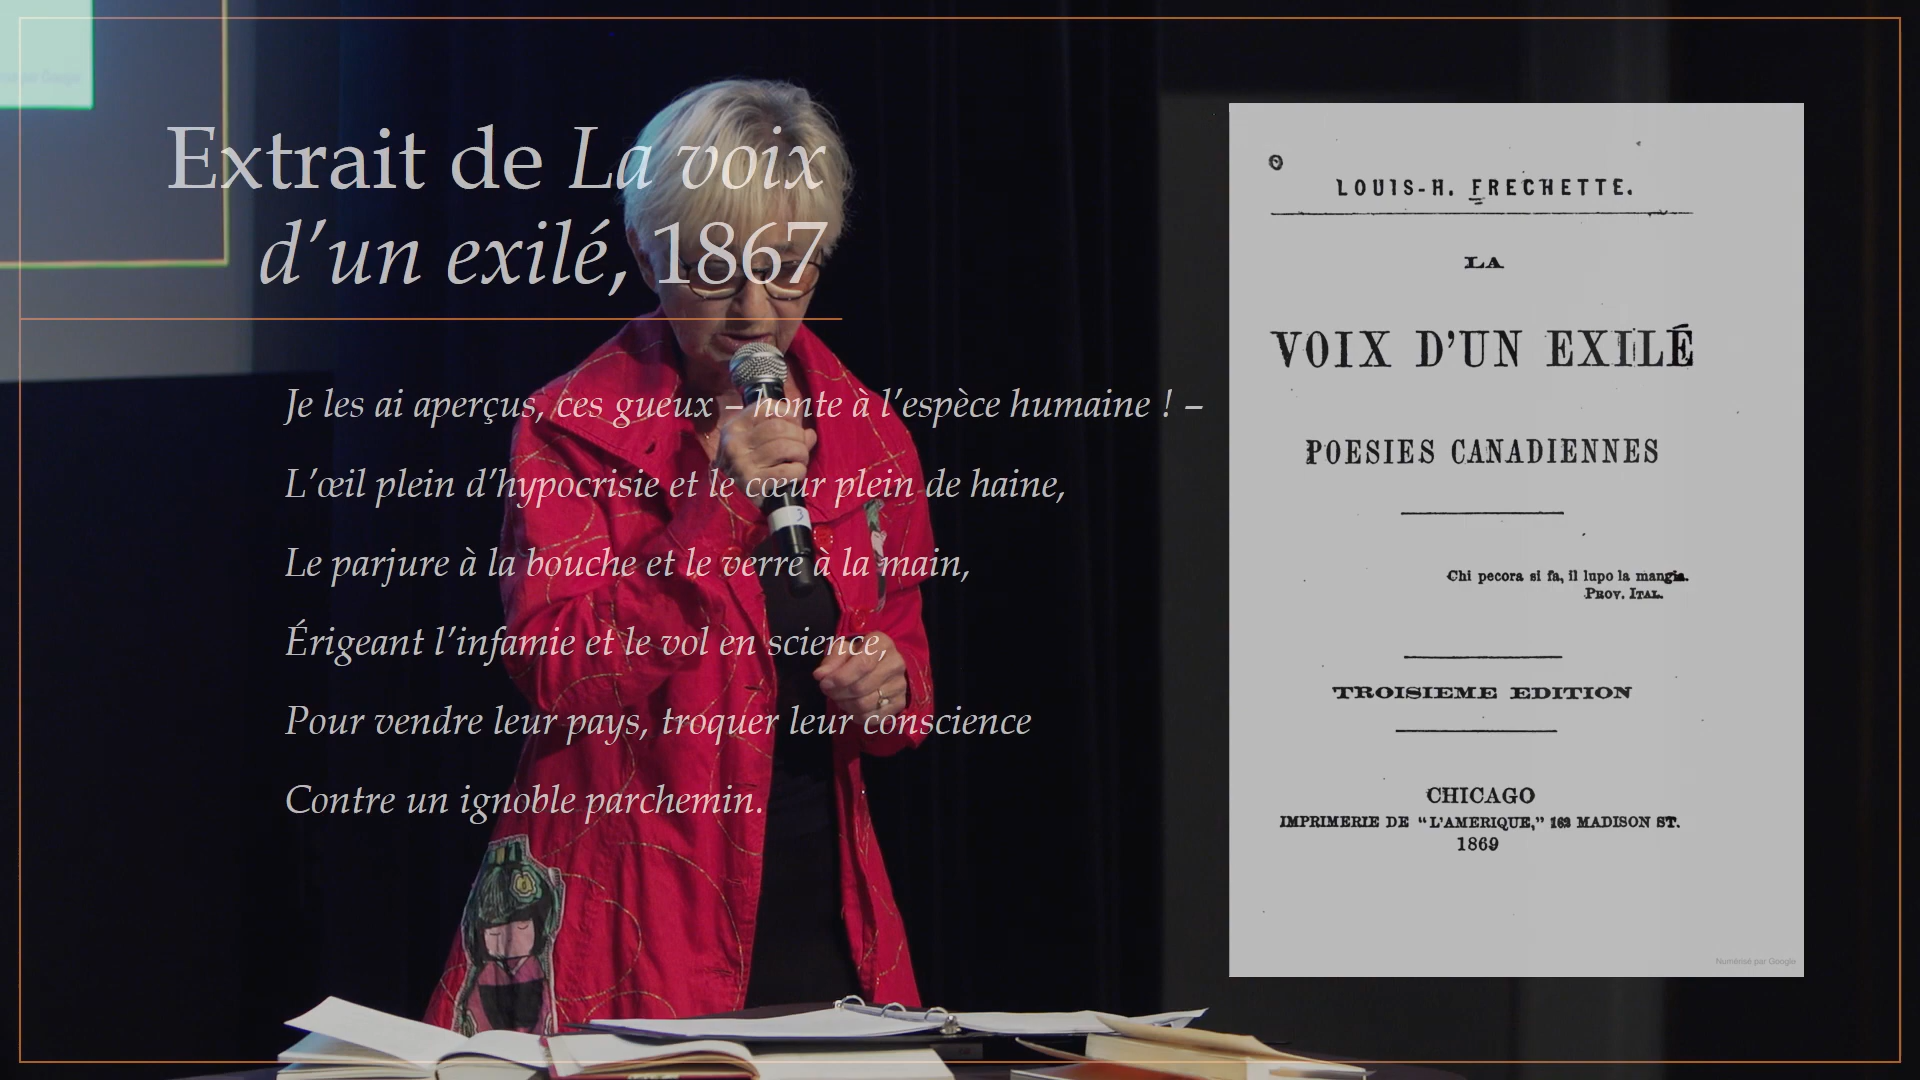 Extrait de La voix
d’un exilé, 1867
Je les ai aperçus, ces gueux – honte à l’espèce humaine ! –
L’œil plein d’hypocrisie et le cœur plein de haine,
Le parjure à la bouche et le verre à la main,
Érigeant l’infamie et le vol en science,
Pour vendre leur pays, troquer leur conscience
Contre un ignoble parchemin.
LOUIS-H. FRECHETTE.
LA
VOIX D’UN EXILÉ
POESIES CANADIENNES
Chi pecora si fa, il lupo la mangia.
PROV. ITAL.
TROISIEME EDITION
CHICAGO
IMPRIMERIE DE “L’AMERIQUE,” 163 MADISON ST.
1869
Numérisé par Google